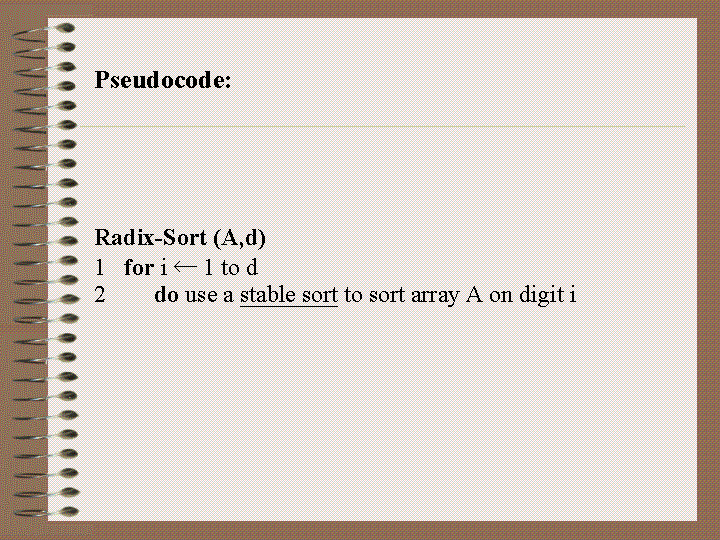 Pseudocode:
Radix-Sort (A,d)
1 for i ← 1 to d
2 do use a stable sort to sort array A on digit i